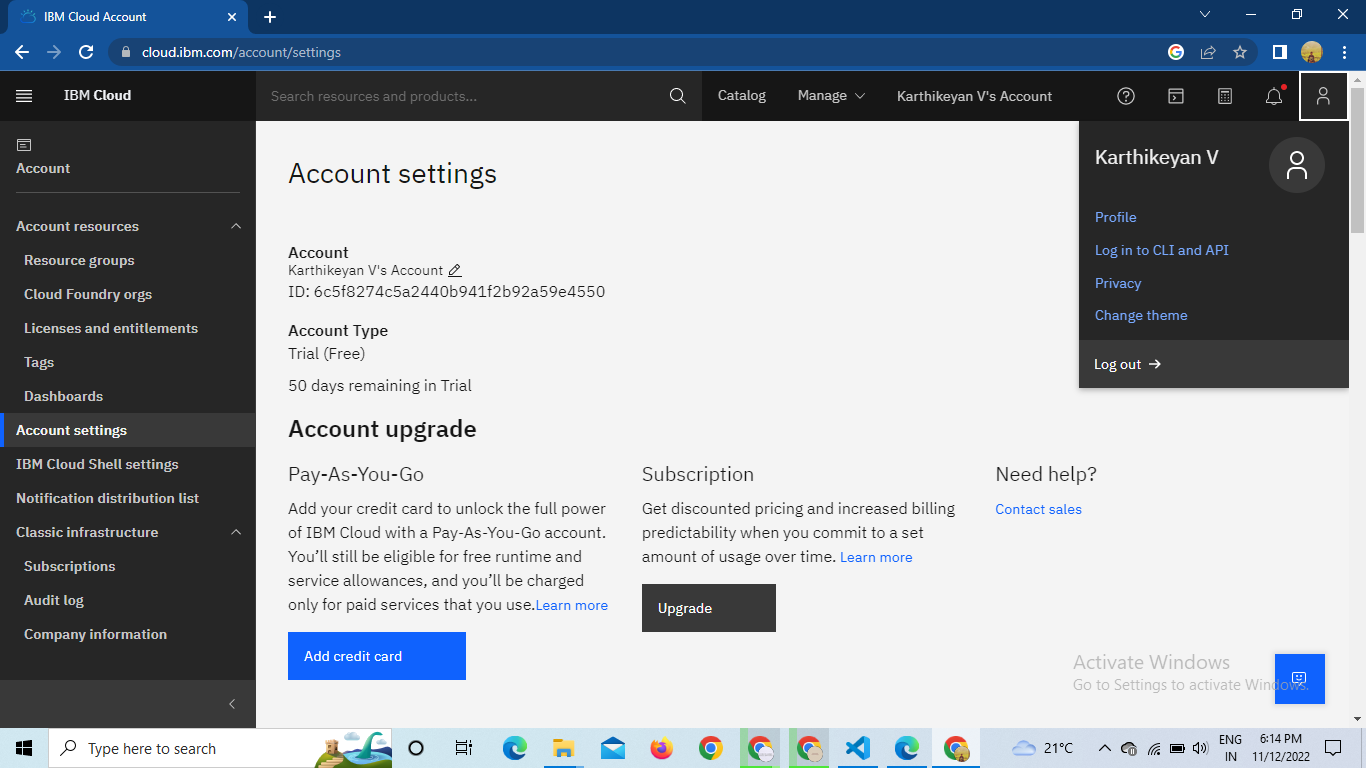 IBM Cloud Account
cloud.ibm.com/account/settings
IBM Cloud
Search resources and products...
Catalog
Manage
Karthikeyan V's Account
Account
Account resources
Resource groups
Cloud Foundry orgs
Licenses and entitlements
Tags
Dashboards
Account settings
IBM Cloud Shell settings
Notification distribution list
Classic infrastructure
Subscriptions
Audit log
Company information
Account settings
Account
Karthikeyan V's Account
ID: 6c5f8274c5a2440b941f2b92a59e4550
Account Type
Trial (Free)
50 days remaining in Trial
Account upgrade
Pay-As-You-Go
Add your credit card to unlock the full power
of IBM Cloud with a Pay-As-You-Go account.
You’ll still be eligible for free runtime and
service allowances, and you’ll be charged
only for paid services that you use.Learn more
Add credit card
Subscription
Get discounted pricing and increased billing
predictability when you commit to a set
amount of usage over time. Learn more
Upgrade
Need help?
Contact sales
Karthikeyan V
Profile
Log in to CLI and API
Privacy
Change theme
Log out
Activate Windows
Go to Settings to activate Windows.
Type here to search
21°C
ENG
IN
6:14 PM
11/12/2022